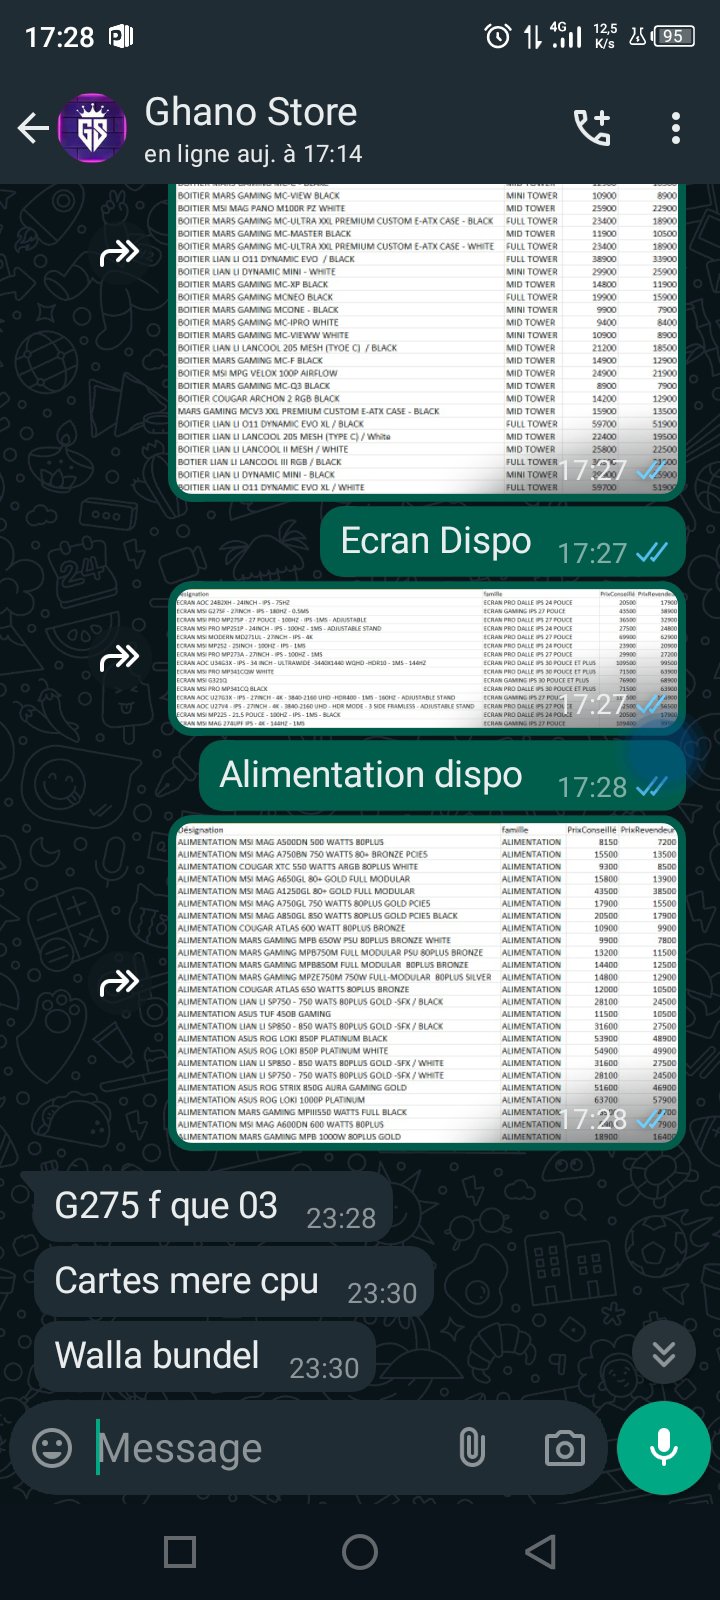 17:28
4G
12,5
K/s
95
Ghano Store
en ligne auj. à 17:14
BOITIER MARS GAMING MC-VIEW BLACK MINI TOWER 10900 8900
BOITIER MSI MAG PANO M100R PZ WHITE MID TOWER 25900 22900
BOITIER MARS GAMING MC-ULTRA XXL PREMIUM CUSTOM E-ATX CASE - BLACK FULL TOWER 23400 18900
BOITIER MARS GAMING MC-MASTER BLACK MID TOWER 11900 10500
BOITIER MARS GAMING MC-ULTRA XXL PREMIUM CUSTOM E-ATX CASE - WHITE FULL TOWER 23400 18900
BOITIER LIAN LI O11 DYNAMIC EVO / BLACK FULL TOWER 38900 33900
BOITIER LIAN LI DYNAMIC MINI - WHITE MINI TOWER 29900 25900
BOITIER MARS GAMING MC-XP BLACK MID TOWER 14800 11900
BOITIER MARS GAMING MCNEO BLACK FULL TOWER 19900 15900
BOITIER MARS GAMING MCONE - BLACK MINI TOWER 9900 7900
BOITIER MARS GAMING MC-IPRO WHITE MID TOWER 9400 8400
BOITIER MARS GAMING MC-VIEWW WHITE MINI TOWER 10900 8900
BOITIER LIAN LI LANCOOL 205 MESH (TYOE C) / BLACK MID TOWER 21200 18500
BOITIER MARS GAMING MC-F BLACK MID TOWER 14900 12900
BOITIER MSI MPG VELOX 100P AIRFLOW MID TOWER 24900 21900
BOITIER MARS GAMING MC-Q3 BLACK MID TOWER 8900 7900
BOITIER COUGAR ARCHON 2 RGB BLACK MID TOWER 14200 12900
MARS GAMING MCV3 XXL PREMIUM CUSTOM E-ATX CASE - BLACK MID TOWER 15900 13500
BOITIER LIAN LI O11 DYNAMIC EVO XL / BLACK FULL TOWER 59700 51900
BOITIER LIAN LI LANCOOL 205 MESH (TYPE C) / White MID TOWER 22400 19500
BOITIER LIAN LI LANCOOL II MESH / WHITE MID TOWER 25800 22500
BOTIER LIAN LI LANCOOL III RGB / BLACK FULL TOWER
BOITIER LIAN LI DYNAMIC MINI - BLACK MINI TOWER
BOITIER LIAN LI O11 DYNAMIC EVO XL / WHITE FULL TOWER 59700 51900
17:27
Ecran Dispo 17:27
Désignation famille PrixConseillé PrixRevendeur
ECRAN AOC 24B2XH - 24INCH - IPS - 75HZ ECRAN PRO DALLE IPS 24 POUCE 20500 17900
ECRAN MSI G275F - 27INCH - IPS - 180HZ - 0.5MS ECRAN GAMING IPS 27 POUCE 43500 38900
ECRAN MSI PRO MP275P - 27 POUCE - 100HZ - IPS -1MS - ADJUSTABLE ECRAN PRO DALLE IPS 27 POUCE 36500 32900
ECRAN MSI PRO MP251P - 24INCH - IPS - 100HZ - 1MS - ADJUSTABLE STAND ECRAN PRO DALLE IPS 24 POUCE 27500 24800
ECRAN MSI MODERN MD271UL - 27INCH - IPS - 4K ECRAN PRO DALLE IPS 27 POUCE 69900 62900
ECRAN MSI MP252 - 25INCH - 100HZ - IPS - 1MS ECRAN PRO DALLE IPS 24 POUCE 23900 20900
ECRAN MSI PRO MP273A - 27INCH - IPS - 100HZ - 1MS ECRAN PRO DALLE IPS 27 POUCE 29900 27200
ECRAN AOC U34G3X - IPS - 34 INCH - ULTRAWIDE -3440X1440 WQHD -HDR10 - 1MS - 144HZ ECRAN PRO DALLE IPS 30 POUCE ET PLUS 109500 99500
ECRAN MSI PRO MP341CQW WHITE ECRAN PRO DALLE IPS 30 POUCE ET PLUS 71500 63900
ECRAN MSI G321Q ECRAN GAMING IPS 30 POUCE ET PLUS 76900 68900
ECRAN MSI PRO MP341CQ BLACK ECRAN PRO DALLE IPS 30 POUCE ET PLUS 71500 63900
ECRAN AOC U27G3X - IPS - 27INCH - 4K - 3840-2160 UHD -HDR400 - 1MS - 160HZ - ADJUSTABLE STAND ECRAN GAMING IPS 27 POUCE
ECRAN AOC U27V4 - IPS - 27INCH - 4K - 3840-2160 UHD - HDR MODE - 3 SIDE FRAMLESS - ADJUSTABLE STAND ECRAN PRO DALLE IPS 27 POUCE
ECRAN MSI MP225 - 21,5 POUCE - 100HZ - IPS -1MS - BLACK ECRAN PRO DALLE IPS 24 POUCE 20500
ECRAN MSI MAG 274UPF IPS - 4K - 144HZ - 1MS ECRAN GAMING IPS 27 POUCE
17:27
Alimentation dispo 17:28
Désignation famille PrixConseillé PrixRevendeur
ALIMENTATION MSI MAG A500DN 500 WATTS 80PLUS ALIMENTATION 8150 7200
ALIMENTATION MSI MAG A750BN 750 WATTS 80+ BRONZE PCIES ALIMENTATION 15500 13500
ALIMENTATION COUGAR XTC 550 WATTS ARGB 80PLUS WHITE ALIMENTATION 9300 8500
ALIMENTATION MSI MAG A650GL 80+ GOLD FULL MODULAR ALIMENTATION 15800 13900
ALIMENTATION MSI MAG A1250GL 80+ GOLD FULL MODULAR ALIMENTATION 43500 38500
ALIMENTATION MSI MAG A750GL 750 WATTS 80PLUS GOLD PCIES ALIMENTATION 17900 15500
ALIMENTATION MSI MAG A850GL 850 WATTS 80PLUS GOLD PCIES BLACK ALIMENTATION 20500 17900
ALIMENTATION COUGAR ATLAS 600 WATT 80PLUS BRONZE ALIMENTATION 10900 9900
ALIMENTATION MARS GAMING MPB 650W PSU 80PLUS BRONZE WHITE ALIMENTATION 9900 7800
ALIMENTATION MARS GAMING MPB750M FULL MODULAR PSU 80PLUS BRONZE ALIMENTATION 13200 11500
ALIMENTATION MARS GAMING MPB850M FULL MODULAR 80PLUS BRONZE ALIMENTATION 14400 12500
ALIMENTATION MARS GAMING MPZE750M 750W FULL-MODULAR 80PLUS SILVER ALIMENTATION 14800 12900
ALIMENTATION COUGAR ATLAS 650 WATTS 80PLUS BRONZE ALIMENTATION 12000 10500
ALIMENTATION LIAN LI SP750 - 750 WATS 80PLUS GOLD -SFX / BLACK ALIMENTATION 28100 24500
ALIMENTATION ASUS TUF 450B GAMING ALIMENTATION 11500 10500
ALIMENTATION LIAN LI SP850 - 850 WATS 80PLUS GOLD -SFX / BLACK ALIMENTATION 31600 27500
ALIMENTATION ASUS ROG LOKI 850P PLATINUM BLACK ALIMENTATION 53900 48900
ALIMENTATION ASUS ROG LOKI 850P PLATINUM WHITE ALIMENTATION 54900 49900
ALIMENTATION LIAN LI SP850 - 850 WATS 80PLUS GOLD -SFX / WHITE ALIMENTATION 31600 27500
ALIMENTATION LIAN LI SP750 - 750 WATS 80PLUS GOLD -SFX / WHITE ALIMENTATION 28100 24500
ALIMENTATION ASUS ROG STRIX 850G AURA GAMING GOLD ALIMENTATION 51600 46900
ALIMENTATION ASUS ROG LOKI 1000P PLATINUM ALIMENTATION 63700 57900
ALIMENTATION MARS GAMING MPIII550 WATTS FULL BLACK ALIMENTATION
ALIMENTATION MSI MAG A600DN 600 WATTS 80PLUS ALIMENTATION 7900
ALIMENTATION MARS GAMING MPB 1000W 80PLUS GOLD ALIMENTATION 18900 16400
17:28
G275 f que 03 23:28
Cartes mere cpu 23:30
Walla bundel 23:30
Message